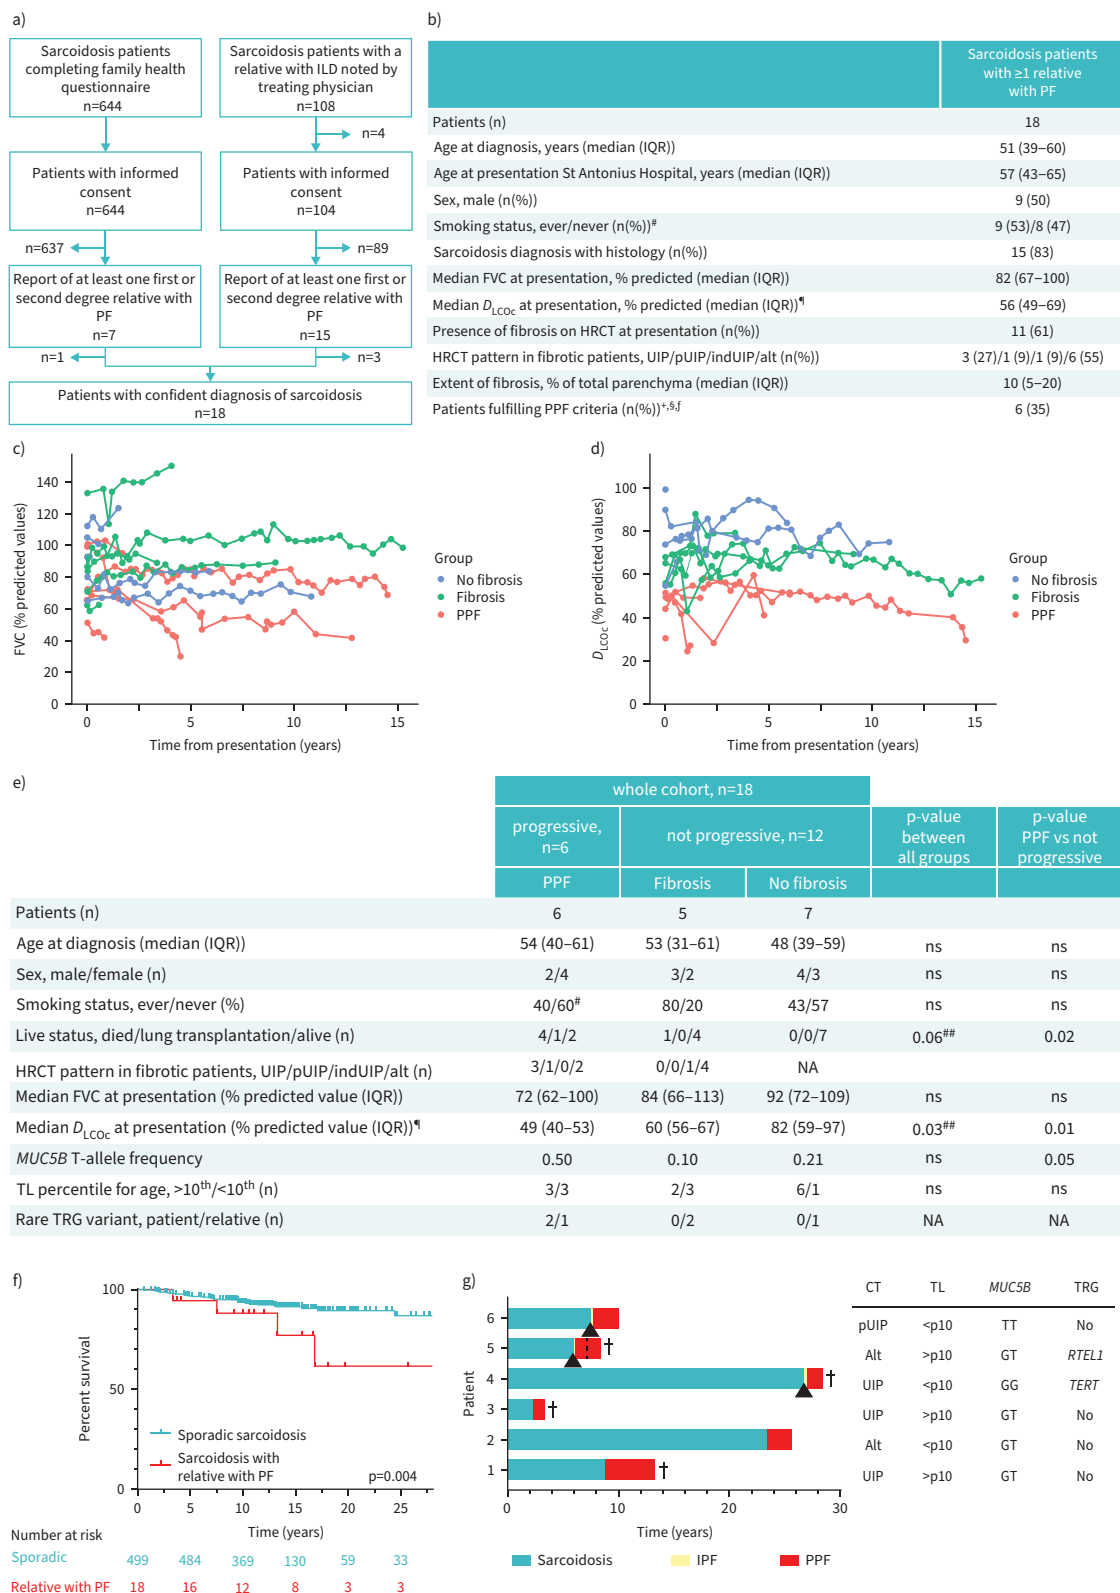 a)
Sarcoidosis patients
completing family health
questionnaire
n=644
Sarcoidosis patients with a
relative with ILD noted by
treating physician
n=108
n=4
Patients with informed
consent
n=644
Patients with informed
consent
n=104
n=637
n=89
Report of at least one first or
second degree relative with
PF
n=7
Report of at least one first or
second degree relative with
PF
n=15
n=1
n=3
Patients with confident diagnosis of sarcoidosis
n=18
b)
Sarcoidosis patients
with ≥1 relative
with PF
Patients (n) 18
Age at diagnosis, years (median (IQR)) 51 (39–60)
Age at presentation St Antonius Hospital, years (median (IQR)) 57 (43–65)
Sex, male (n(%)) 9 (50)
Smoking status, ever/never (n(%))# 9 (53)/8 (47)
Sarcoidosis diagnosis with histology (n(%)) 15 (83)
Median FVC at presentation, % predicted (median (IQR)) 82 (67–100)
Median DLCOc at presentation, % predicted (median (IQR))¶ 56 (49–69)
Presence of fibrosis on HRCT at presentation (n(%)) 11 (61)
HRCT pattern in fibrotic patients, UIP/pUIP/indUIP/alt (n(%)) 3 (27)/1 (9)/1 (9)/6 (55)
Extent of fibrosis, % of total parenchyma (median (IQR)) 10 (5–20)
Patients fulfilling PPF criteria (n(%))+,§,ƒ 6 (35)
c)
FVC (% predicted values)
140
120
100
80
60
40
20
0
0 5 10 15
Time from presentation (years)
Group
No fibrosis
Fibrosis
PPF
d)
DLCOc (% predicted values)
100
80
60
40
20
0
0 5 10 15
Time from presentation (years)
Group
No fibrosis
Fibrosis
PPF
e)
whole cohort, n=18
progressive,
n=6
not progressive, n=12
p-value
between
all groups
p-value
PPF vs not
progressive
PPF Fibrosis No fibrosis
Patients (n) 6 5 7
Age at diagnosis (median (IQR)) 54 (40–61) 53 (31–61) 48 (39–59) ns ns
Sex, male/female (n) 2/4 3/2 4/3 ns ns
Smoking status, ever/never (%) 40/60# 80/20 43/57 ns ns
Live status, died/lung transplantation/alive (n) 4/1/2 1/0/4 0/0/7 0.06## 0.02
HRCT pattern in fibrotic patients, UIP/pUIP/indUIP/alt (n) 3/1/0/2 0/0/1/4 NA
Median FVC at presentation (% predicted value (IQR)) 72 (62–100) 84 (66–113) 92 (72–109) ns ns
Median DLCOc at presentation (% predicted value (IQR))¶ 49 (40–53) 60 (56–67) 82 (59–97) 0.03## 0.01
MUC5B T-allele frequency 0.50 0.10 0.21 ns 0.05
TL percentile for age, >10th/<10th (n) 3/3 2/3 6/1 ns ns
Rare TRG variant, patient/relative (n) 2/1 0/2 0/1 NA NA
f)
Percent survival
100
50
0
Sporadic sarcoidosis
Sarcoidosis with
relative with PF
p=0.004
0 5 10 15 20 25
Time (years)
Number at risk
Sporadic 499 484 369 130 59 33
Relative with PF 18 16 12 8 3 3
g)
Patient
6
5 †
4 †
3 †
2
1 †
0 10 20 30
Time (years)
Sarcoidosis IPF PPF
CT TL MUC5B TRG
pUIP <p10 TT No
Alt >p10 GT RTEL1
UIP <p10 GG TERT
UIP >p10 GT No
Alt <p10 GT No
UIP >p10 GT No